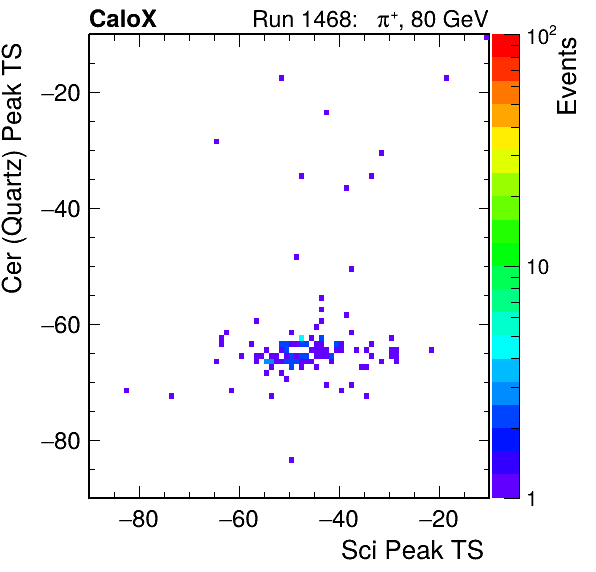 CaloX Run 1468: π⁺, 80 GeV
Cer (Quartz) Peak TS
−20
−40
−60
−80
−80 −60 −40 −20
Sci Peak TS
10²
10
1
Events